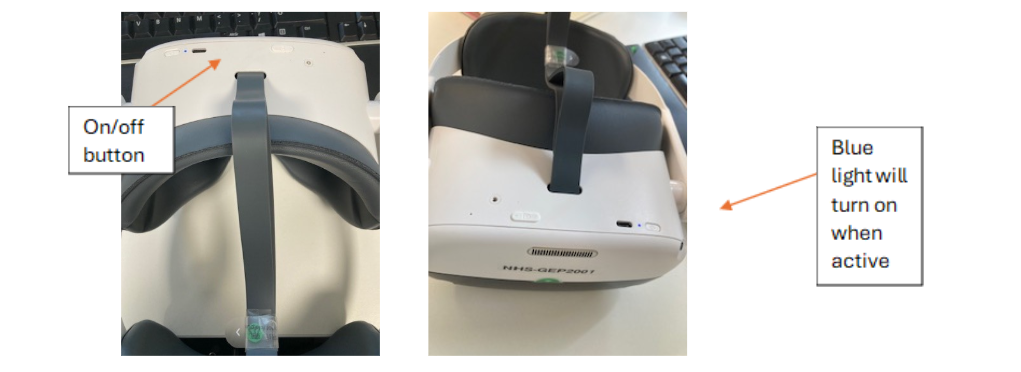 On/off
button
NHS-GEP2001
Blue
light will
turn on
when
active